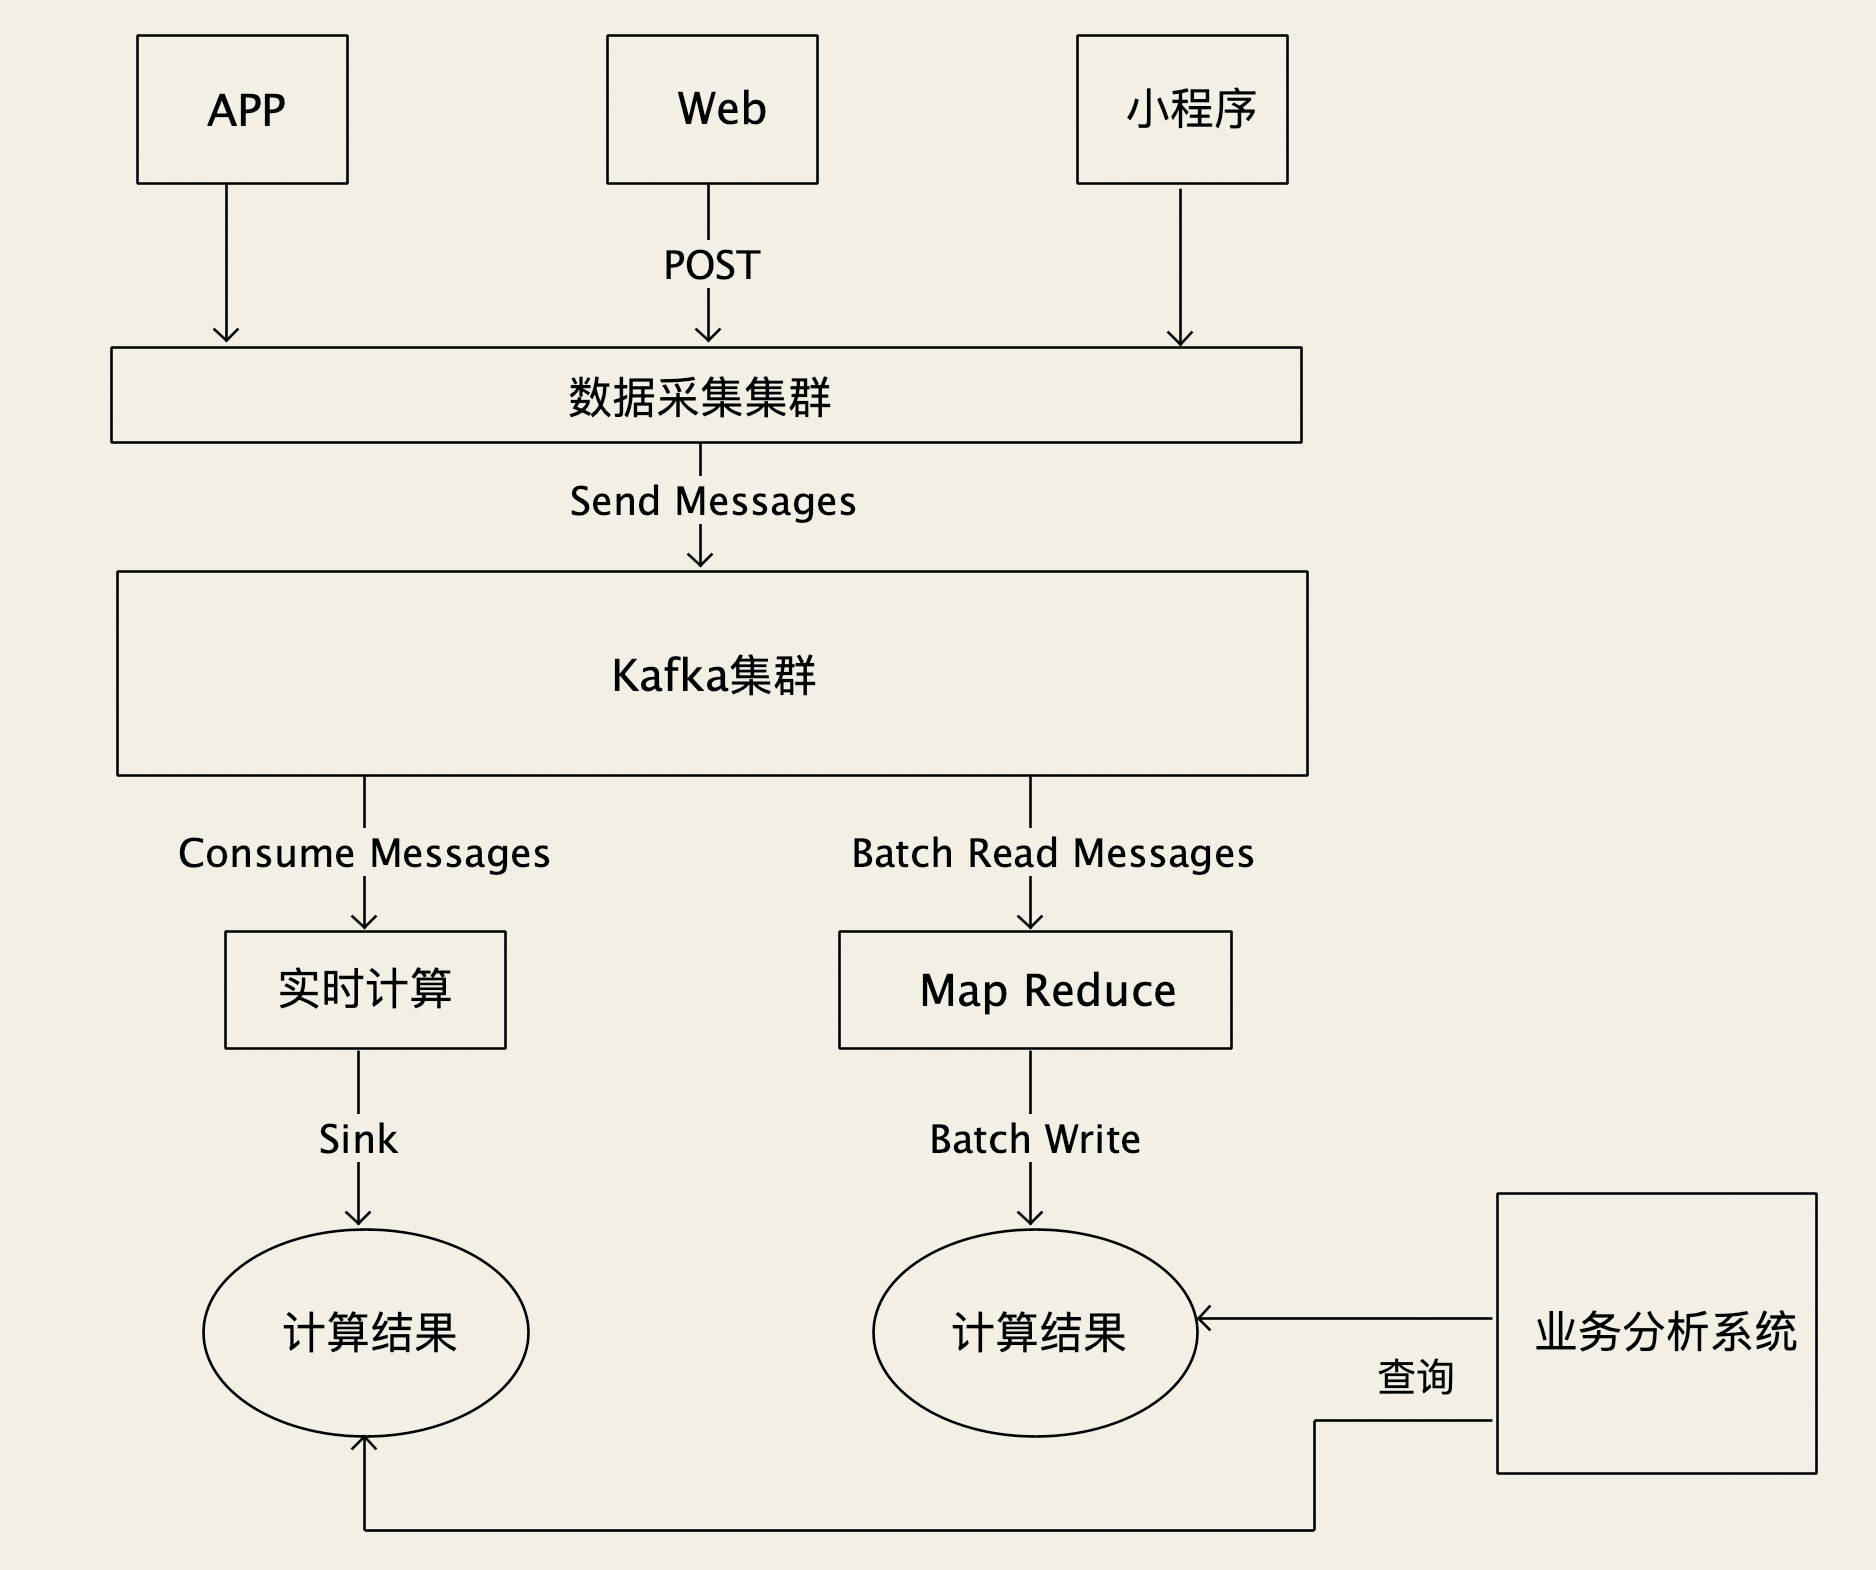 APP
Web
小程序
POST
数据采集集群
Send Messages
Kafka集群
Consume Messages
Batch Read Messages
实时计算
Map Reduce
Sink
Batch Write
计算结果
计算结果
业务分析系统
查询